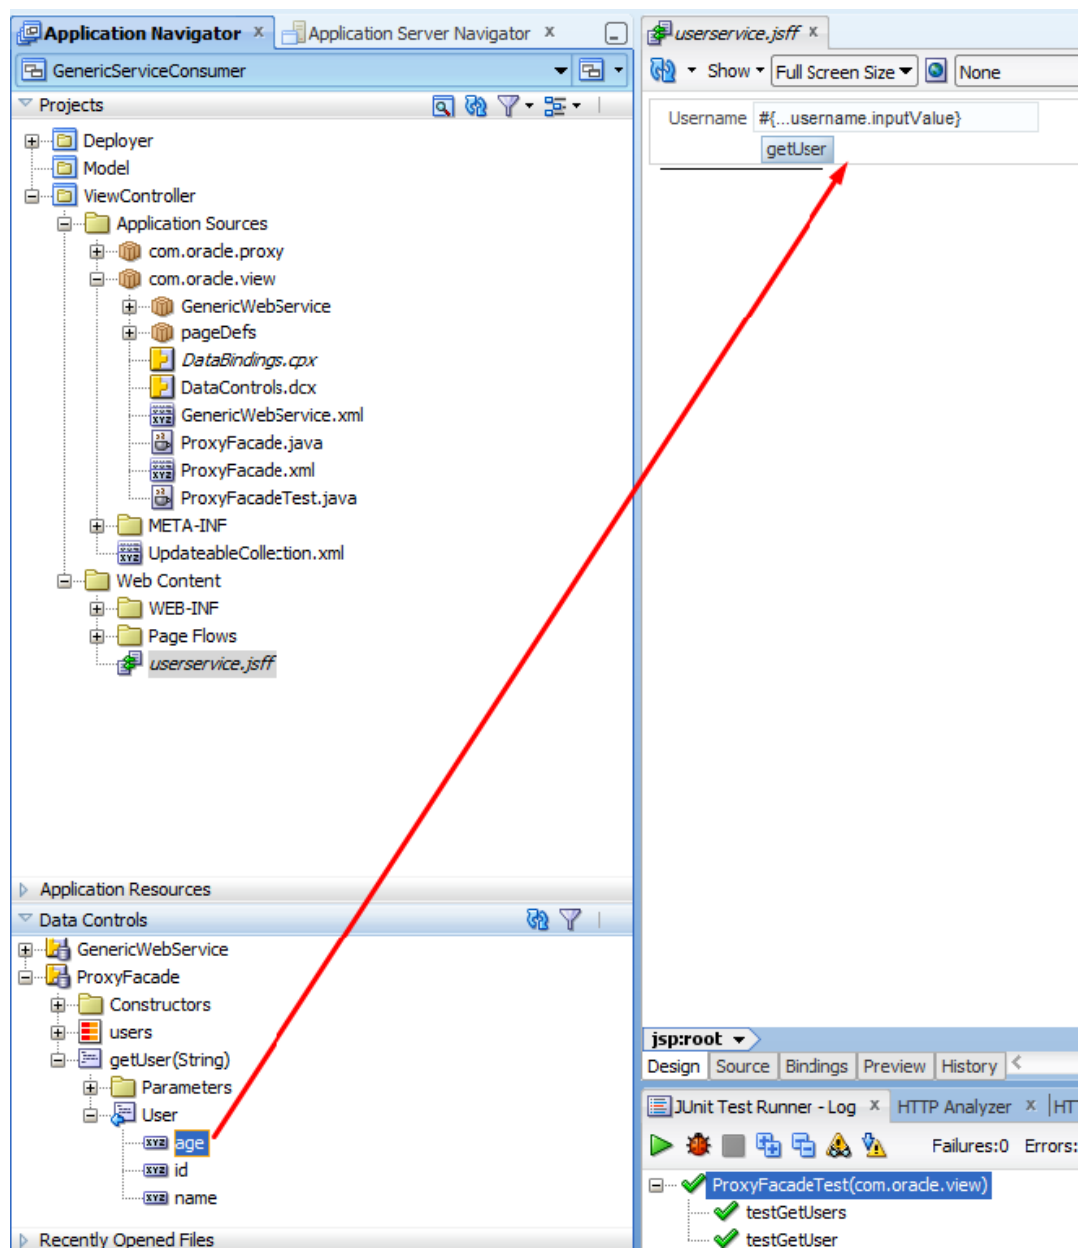 Application Navigator x Application Server Navigator x
GenericServiceConsumer
Projects
Deployer
Model
ViewController
Application Sources
com.oracle.proxy
com.oracle.view
GenericWebService
pageDefs
DataBindings.cpx
DataControls.dcx
GenericWebService.xml
ProxyFacade.java
ProxyFacade.xml
ProxyFacadeTest.java
META-INF
UpdateableCollection.xml
Web Content
WEB-INF
Page Flows
userservice.jsff
Application Resources
Data Controls
GenericWebService
ProxyFacade
Constructors
users
getUser(String)
Parameters
User
age
id
name
Recently Opened Files
userservice.jsff x
Show Full Screen Size None
Username #{...username.inputValue}
getUser
jsp:root
Design Source Bindings Preview History
JUnit Test Runner - Log x HTTP Analyzer x HT
Failures:0 Errors:
ProxyFacadeTest(com.oracle.view)
testGetUsers
testGetUser